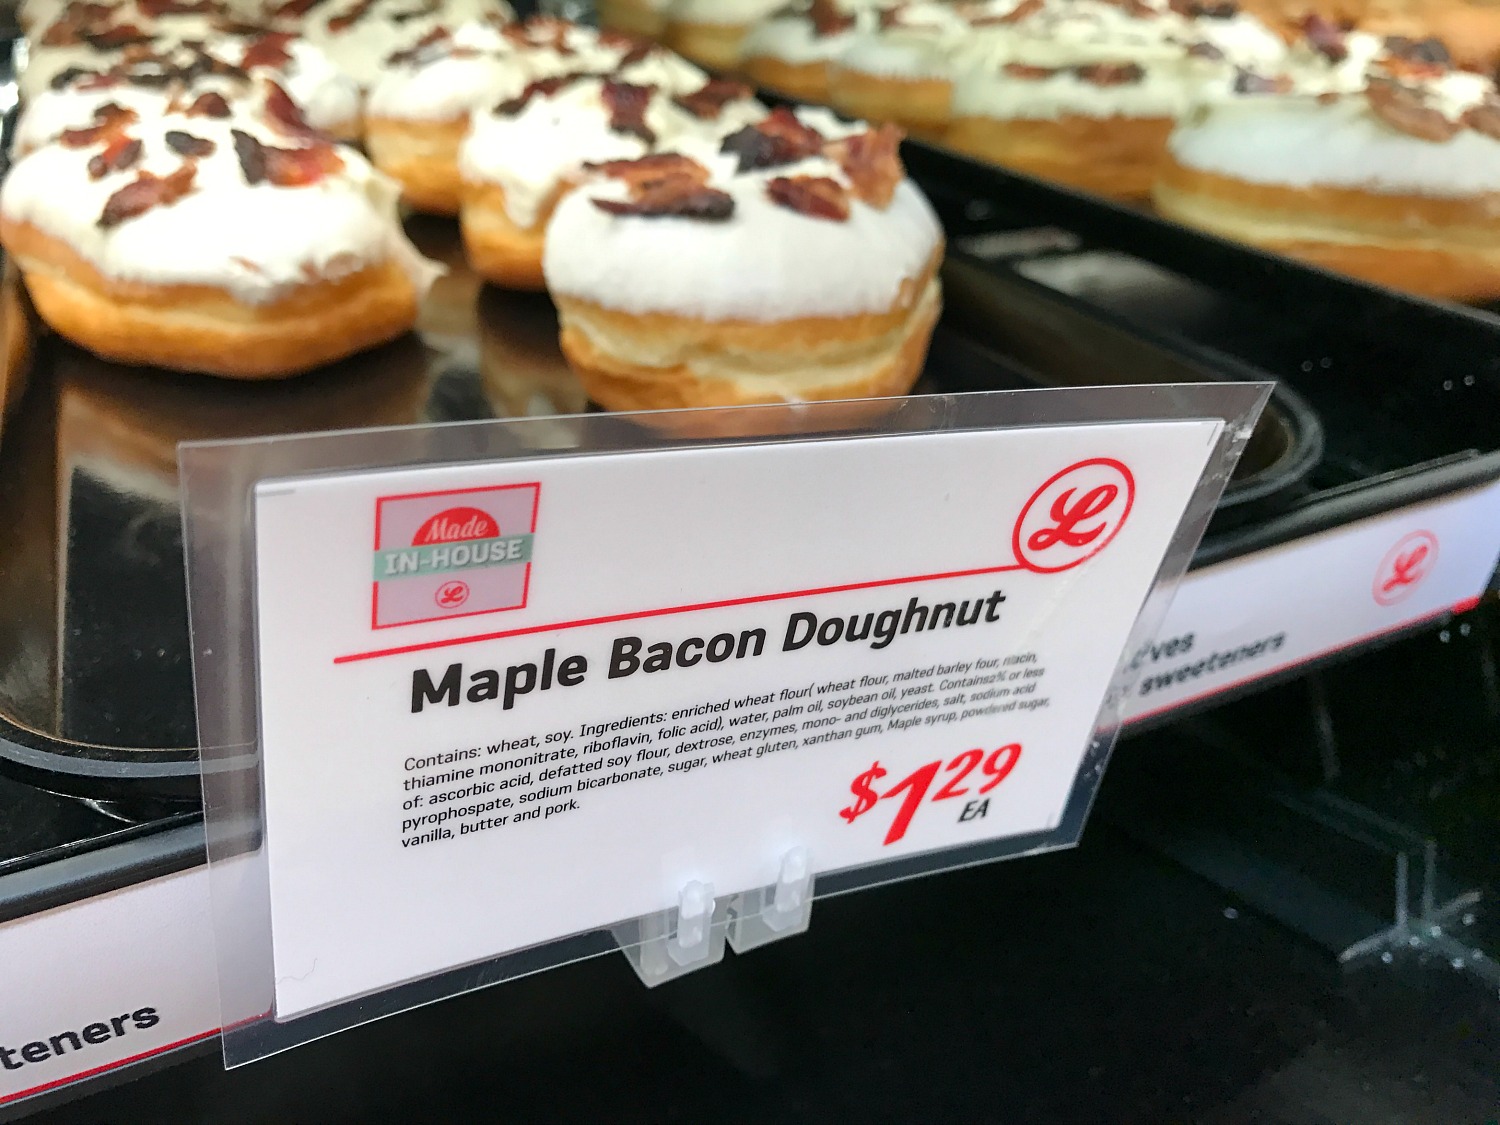 Made
IN-HOUSE
L
L
Maple Bacon Doughnut
Contains: wheat, soy. Ingredients: enriched wheat flour( wheat flour, malted barley four, niacin,
thiamine mononitrate, riboflavin, folic acid), water, palm oil, soybean oil, yeast. Contains2% or less
of: ascorbic acid, defatted soy flour, dextrose, enzymes, mono- and diglycerides, salt, sodium acid
pyrophospate, sodium bicarbonate, sugar, wheat gluten, xanthan gum, Maple syrup, powdered sugar,
vanilla, butter and pork.
$1.29
EA
L
sweeteners
teners